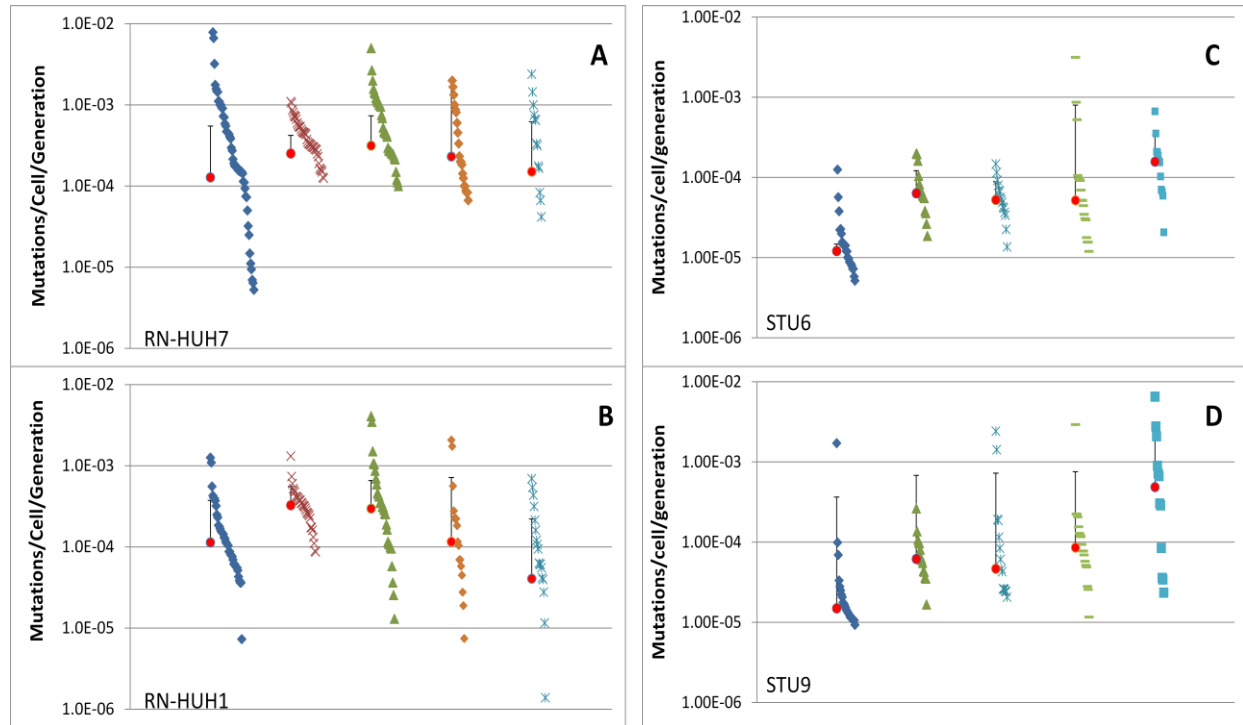 Mutations/Cell/Generation
1.0E-02
1.0E-03
1.0E-04
1.0E-05
1.0E-06
A
RN-HUH7
Mutations/Cell/Generation
1.0E-02
1.0E-03
1.0E-04
1.0E-05
1.0E-06
B
RN-HUH1
Mutations/Cell/generation
1.00E-02
1.00E-03
1.00E-04
1.00E-05
1.00E-06
C
STU6
Mutations/cell/generation
1.00E-02
1.00E-03
1.00E-04
1.00E-05
1.00E-06
D
STU9